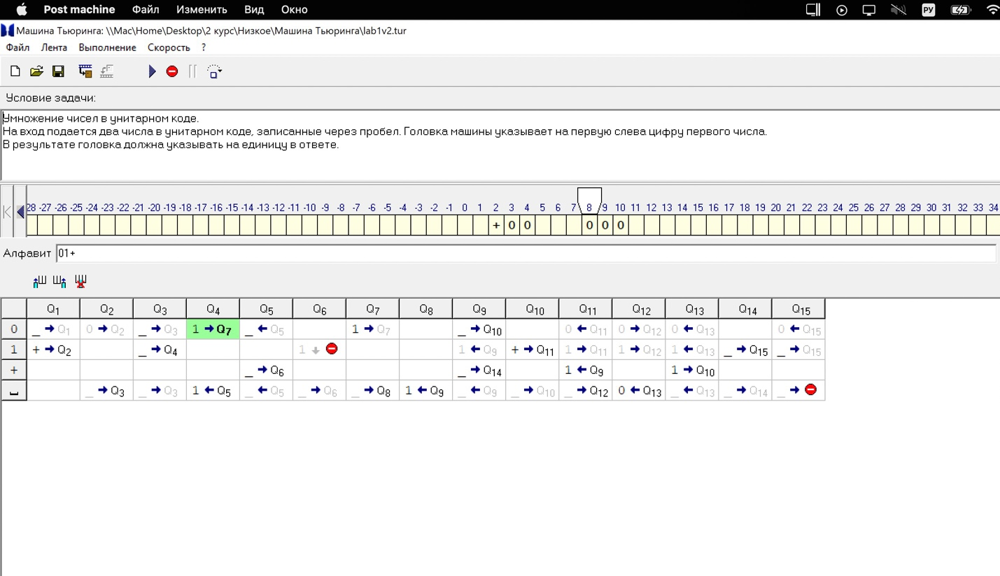 Post machine Файл Изменить Вид Окно РУ
Машина Тьюринга: \\Mac\Home\Desktop\2 курс\Низкое\Машина Тьюринга\lab1v2.tur
Файл Лента Выполнение Скорость ?
Условие задачи:
Умножение чисел в унитарном коде.
На вход подается два числа в унитарном коде, записанные через пробел. Головка машины указывает на первую слева цифру первого числа.
В результате головка должна указывать на единицу в ответе.
28 -27 -26 -25 -24 -23 -22 -21 -20 -19 -18 -17 -16 -15 -14 -13 -12 -11 -10 -9 -8 -7 -6 -5 -4 -3 -2 -1 0 1 2 3 4 5 6 7 8 9 10 11 12 13 14 15 16 17 18 19 20 21 22 23 24 25 26 27 28 29 30 31 32 33 34
+ 0 0 0 0 0
Алфавит 01+
Q1 Q2 Q3 Q4 Q5 Q6 Q7 Q8 Q9 Q10 Q11 Q12 Q13 Q14 Q15
0 _ → Q1 0 → Q2 _ → Q3 1 → Q7 _ ← Q5 1 → Q7 _ → Q10 0 ← Q11 0 → Q12 0 ← Q13 0 ← Q15
1 + → Q2 _ → Q4 1 ↓ 1 ← Q9 + → Q11 1 → Q11 1 → Q12 1 ← Q13 _ → Q15 _ → Q15
+ _ → Q6 _ → Q14 1 ← Q9 1 → Q10
_ → Q3 _ → Q3 1 ← Q5 _ ← Q5 _ → Q6 _ → Q8 1 ← Q9 _ ← Q9 _ → Q10 _ → Q12 0 ← Q13 _ ← Q13 _ → Q14 _ →